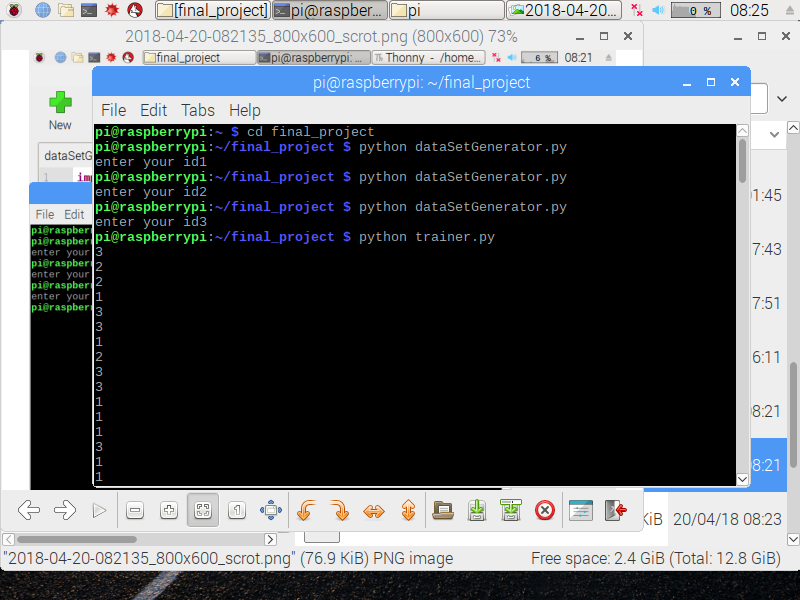 [final_project] pi@raspberr... pi 2018-04-20... 0 % 08:25
2018-04-20-082135_800x600_scrot.png (800x600) 73%
final_project pi@raspberrypi: ... Thonny - /home... 6 % 08:21
pi@raspberrypi: ~/final_project
New
File Edit Tabs Help
pi@raspberrypi:~ $ cd final_project
pi@raspberrypi:~/final_project $ python dataSetGenerator.py
enter your id1
pi@raspberrypi:~/final_project $ python dataSetGenerator.py
enter your id2
pi@raspberrypi:~/final_project $ python dataSetGenerator.py
enter your id3
pi@raspberrypi:~/final_project $ python trainer.py
3
2
2
1
3
3
1
2
3
3
1
1
1
3
1
1
dataSetG
1 im
File Edit
pi@raspberr
pi@raspberr
enter your
pi@raspberr
enter your
pi@raspberr
enter your
pi@raspberr
01:45
7:43
7:51
6:11
08:21
08:21
KiB 20/04/18 08:23
"2018-04-20-082135_800x600_scrot.png" (76.9 KiB) PNG image Free space: 2.4 GiB (Total: 12.8 GiB)